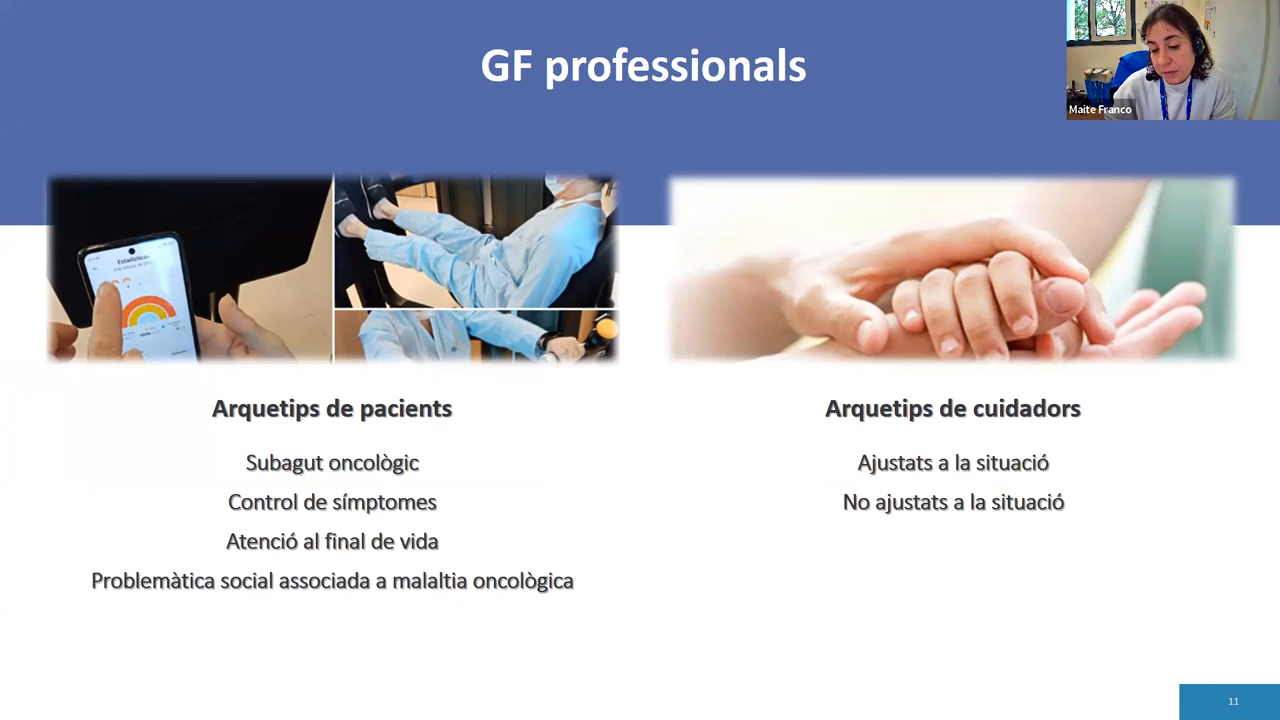 GF professionals
Maite Franco
Estadístiques
Arquetips de pacients
Subagut oncològic
Control de símptomes
Atenció al final de vida
Problemàtica social associada a malaltia oncològica
Arquetips de cuidadors
Ajustats a la situació
No ajustats a la situació
11